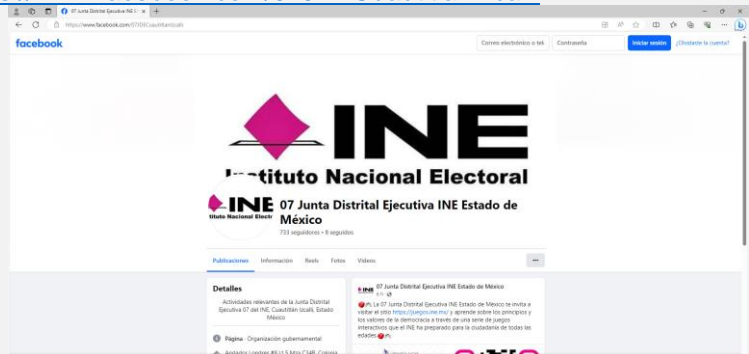 07 Junta Distrital Ejecutiva INE E
https://www.facebook.com/07JDECuautitlanIzcalli
facebook
Correo electrónico o tel
Contraseña
Iniciar sesión
¿Olvidaste la cuenta?
INE
Instituto Nacional Electoral
INE
07 Junta Distrital Ejecutiva INE Estado de
México
733 seguidores • 8 seguidos
Publicaciones
Información
Reels
Fotos
Videos
Detalles
Actividades relevantes de la Junta Distrital
Ejecutiva 07 del INE, Cuautitlán Izcalli, Estado
México
Página · Organización gubernamental
07 Junta Distrital Ejecutiva INE Estado de México
La 07 Junta Distrital Ejecutiva INE Estado de México te invita a
visitar el sitio https://juegos.ine.mx/ y aprende sobre los principios y
los valores de la democracia a través de una serie de juegos
interactivos que el INE ha preparado para la ciudadanía de todas las
edades